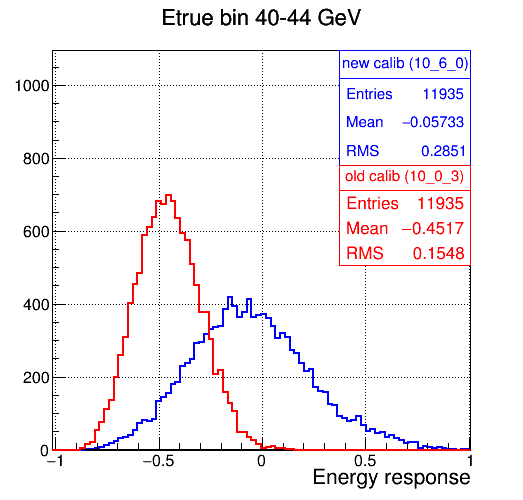 Etrue bin 40-44 GeV
new calib (10_6_0)
Entries 11935
Mean −0.05733
RMS 0.2851
old calib (10_0_3)
Entries 11935
Mean −0.4517
RMS 0.1548
1000
800
600
400
200
0
−1 −0.5 0 0.5 1
Energy response